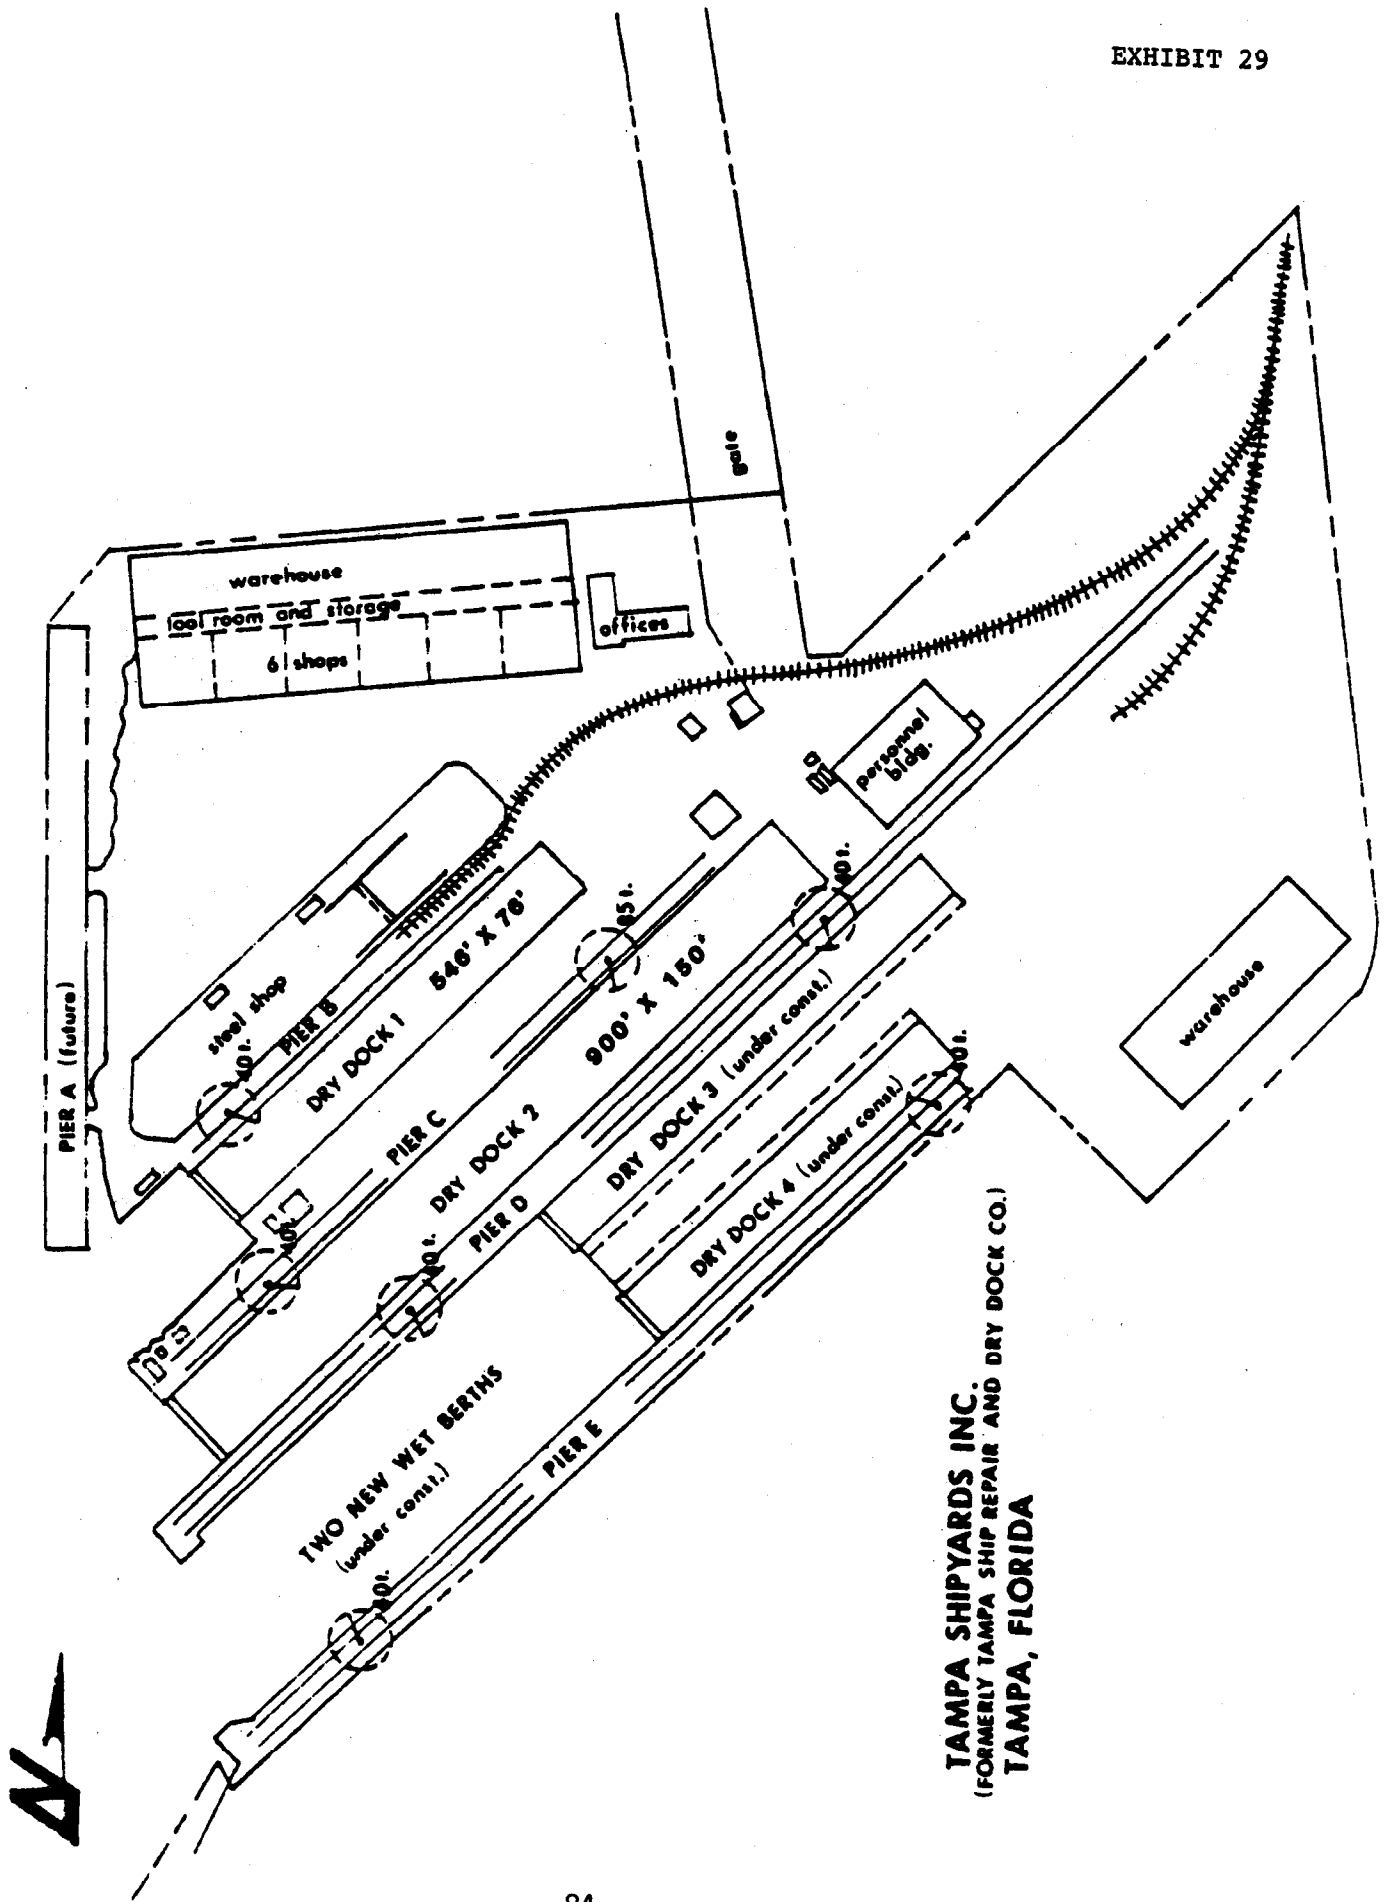 EXHIBIT 29
gate
warehouse
tool room and storage
6 shops
offices
PIER A (future)
personnel
bldg.
steel shop
40 t.
PIER B
DRY DOCK 1
546' X 76'
85 t.
40 t.
PIER C
DRY DOCK 2
900' X 150'
PIER D
DRY DOCK 3 (under const.)
DRY DOCK 4 (under const.)
warehouse
TWO NEW WET BERTHS
(under const.)
PIER E
TAMPA SHIPYARDS INC.
(FORMERLY TAMPA SHIP REPAIR AND DRY DOCK CO.)
TAMPA, FLORIDA
N